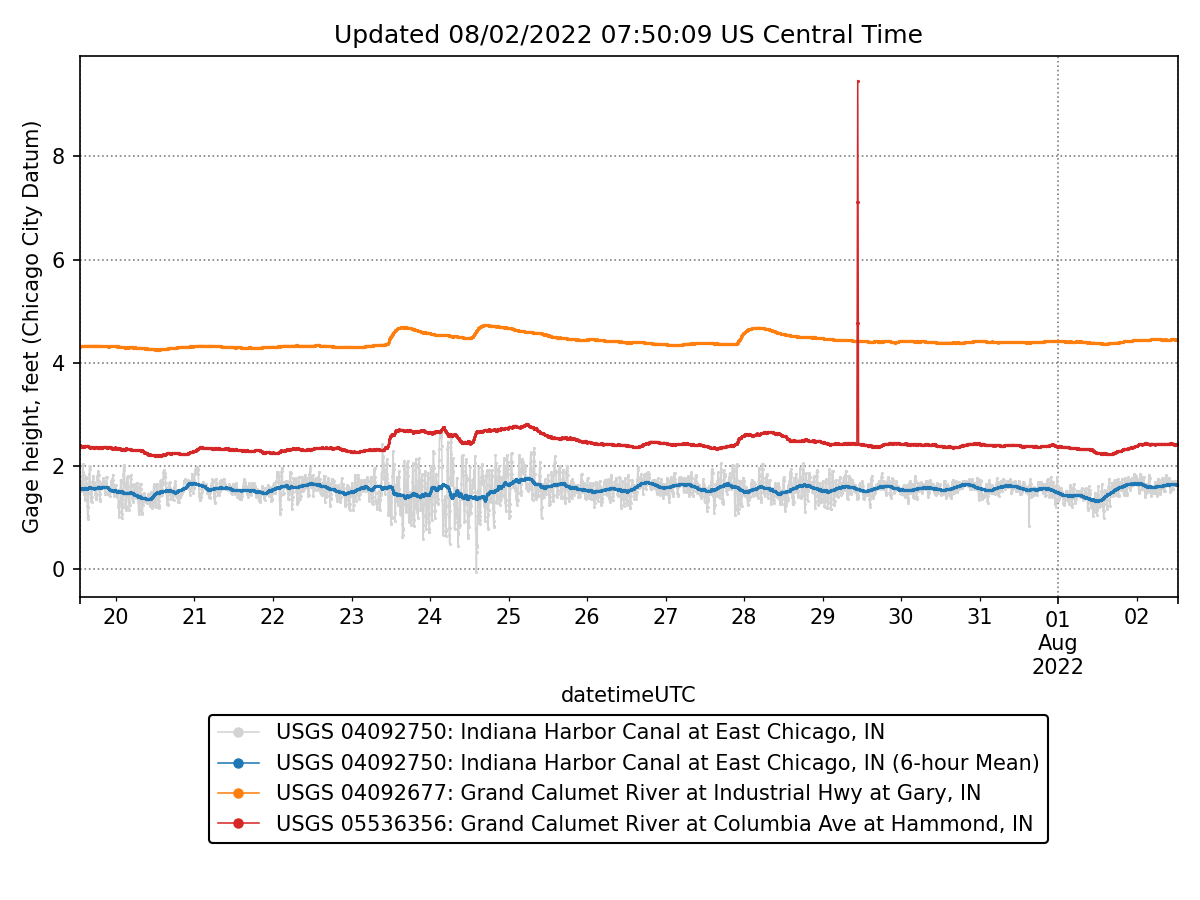 Updated 08/02/2022 07:50:09 US Central Time
Gage height, feet (Chicago City Datum)
8
6
4
2
0
20 21 22 23 24 25 26 27 28 29 30 31 01 02
Aug
2022
datetimeUTC
USGS 04092750: Indiana Harbor Canal at East Chicago, IN
USGS 04092750: Indiana Harbor Canal at East Chicago, IN (6-hour Mean)
USGS 04092677: Grand Calumet River at Industrial Hwy at Gary, IN
USGS 05536356: Grand Calumet River at Columbia Ave at Hammond, IN